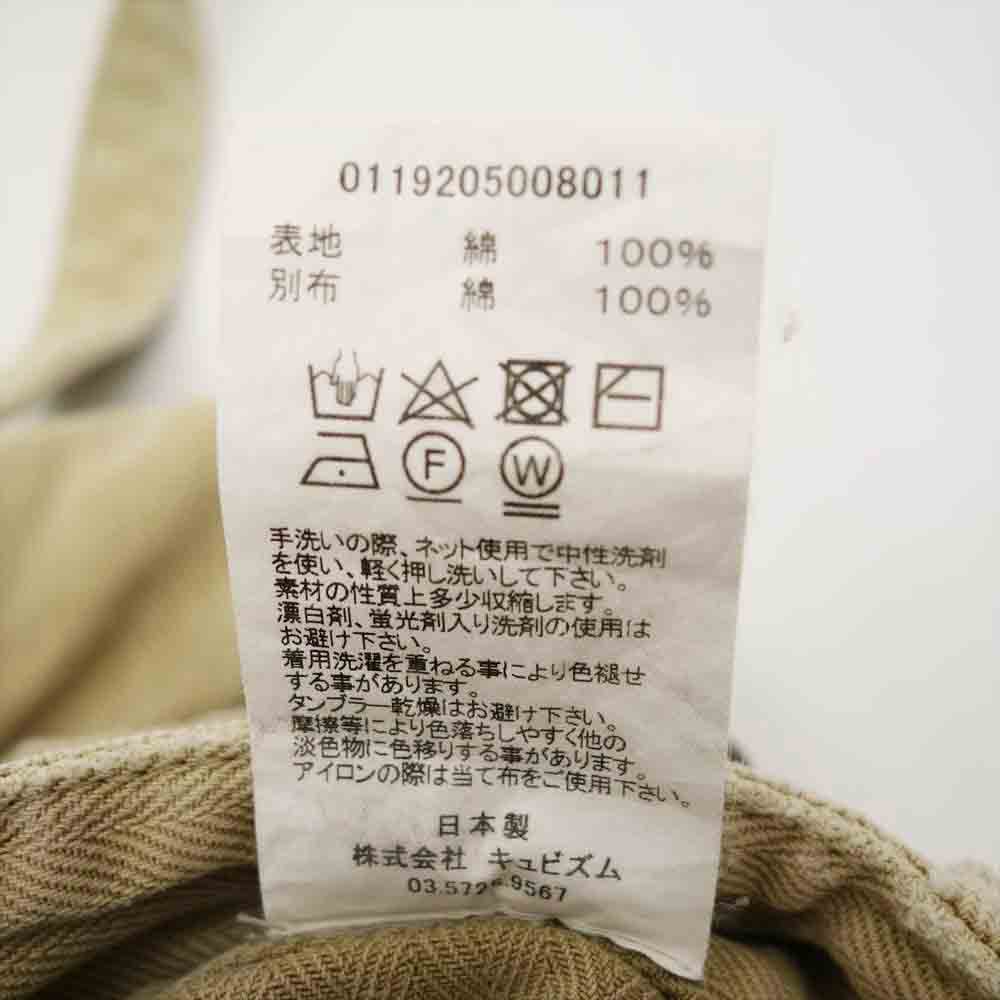 0119205008011
表地 綿 100%
別布 綿 100%
F W
手洗いの際、ネット使用で中性洗剤
を使い、軽く押し洗いして下さい。
素材の性質上多少収縮します。
漂白剤、蛍光剤入り洗剤の使用は
お避け下さい。
着用洗濯を重ねる事により色褪せ
する事があります。
タンブラー乾燥はお避け下さい。
摩擦等により色落ちしやすく他の
淡色物に色移りする事があります。
アイロンの際は当て布をご使用下さい。
日本製
株式会社 キュビズム